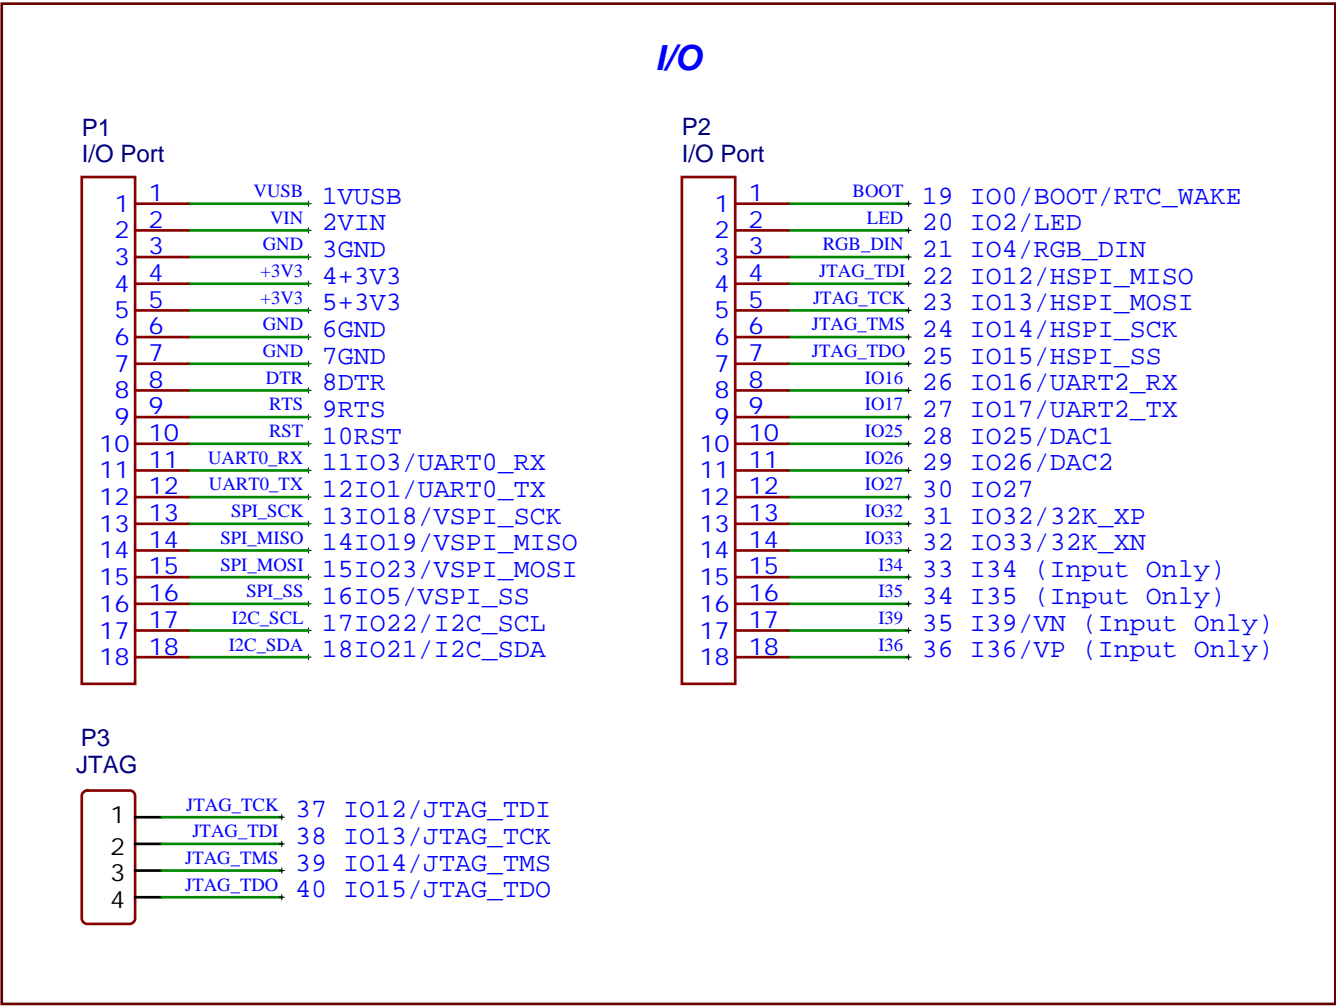 I/O
P1
I/O Port
1 1 VUSB 1VUSB
2 2 VIN 2VIN
3 3 GND 3GND
4 4 +3V3 4+3V3
5 5 +3V3 5+3V3
6 6 GND 6GND
7 7 GND 7GND
8 8 DTR 8DTR
9 9 RTS 9RTS
10 10 RST 10RST
11 11 UART0_RX 11IO3/UART0_RX
12 12 UART0_TX 12IO1/UART0_TX
13 13 SPI_SCK 13IO18/VSPI_SCK
14 14 SPI_MISO 14IO19/VSPI_MISO
15 15 SPI_MOSI 15IO23/VSPI_MOSI
16 16 SPI_SS 16IO5/VSPI_SS
17 17 I2C_SCL 17IO22/I2C_SCL
18 18 I2C_SDA 18IO21/I2C_SDA
P2
I/O Port
1 1 BOOT 19 IO0/BOOT/RTC_WAKE
2 2 LED 20 IO2/LED
3 3 RGB_DIN 21 IO4/RGB_DIN
4 4 JTAG_TDI 22 IO12/HSPI_MISO
5 5 JTAG_TCK 23 IO13/HSPI_MOSI
6 6 JTAG_TMS 24 IO14/HSPI_SCK
7 7 JTAG_TDO 25 IO15/HSPI_SS
8 8 IO16 26 IO16/UART2_RX
9 9 IO17 27 IO17/UART2_TX
10 10 IO25 28 IO25/DAC1
11 11 IO26 29 IO26/DAC2
12 12 IO27 30 IO27
13 13 IO32 31 IO32/32K_XP
14 14 IO33 32 IO33/32K_XN
15 15 I34 33 I34 (Input Only)
16 16 I35 34 I35 (Input Only)
17 17 I39 35 I39/VN (Input Only)
18 18 I36 36 I36/VP (Input Only)
P3
JTAG
1 JTAG_TCK 37 IO12/JTAG_TDI
2 JTAG_TDI 38 IO13/JTAG_TCK
3 JTAG_TMS 39 IO14/JTAG_TMS
4 JTAG_TDO 40 IO15/JTAG_TDO